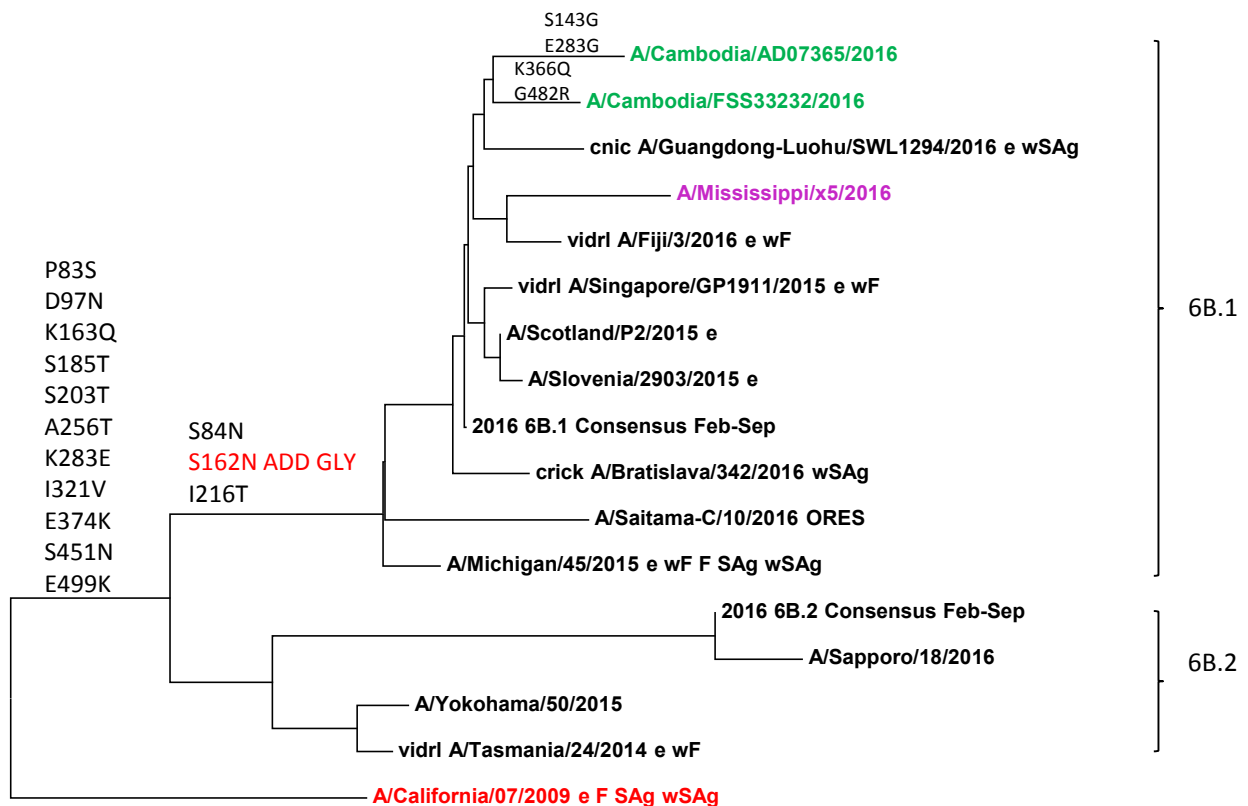 S143G
E283G
A/Cambodia/AD07365/2016
K366Q
G482R
A/Cambodia/FSS33232/2016
cnic A/Guangdong-Luohu/SWL1294/2016 e wSAg
A/Mississippi/x5/2016
vidrl A/Fiji/3/2016 e wF
vidrl A/Singapore/GP1911/2015 e wF
6B.1
A/Scotland/P2/2015 e
A/Slovenia/2903/2015 e
2016 6B.1 Consensus Feb-Sep
crick A/Bratislava/342/2016 wSAg
A/Saitama-C/10/2016 ORES
A/Michigan/45/2015 e wF F SAg wSAg
P83S
D97N
K163Q
S185T
S203T
A256T
K283E
I321V
E374K
S451N
E499K
S84N
S162N ADD GLY
I216T
2016 6B.2 Consensus Feb-Sep
A/Sapporo/18/2016
6B.2
A/Yokohama/50/2015
vidrl A/Tasmania/24/2014 e wF
A/California/07/2009 e F SAg wSAg